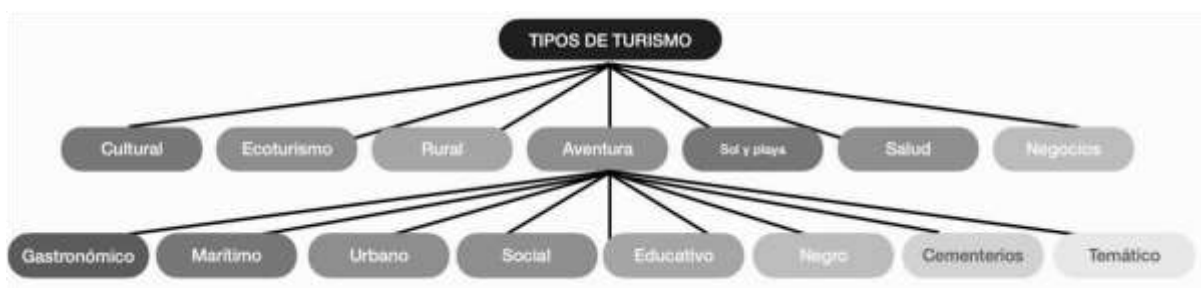 TIPOS DE TURISMO
Cultural
Ecoturismo
Rural
Aventura
Sol y playa
Salud
Negocios
Gastronómico
Marítimo
Urbano
Social
Educativo
Negro
Cementerios
Temático